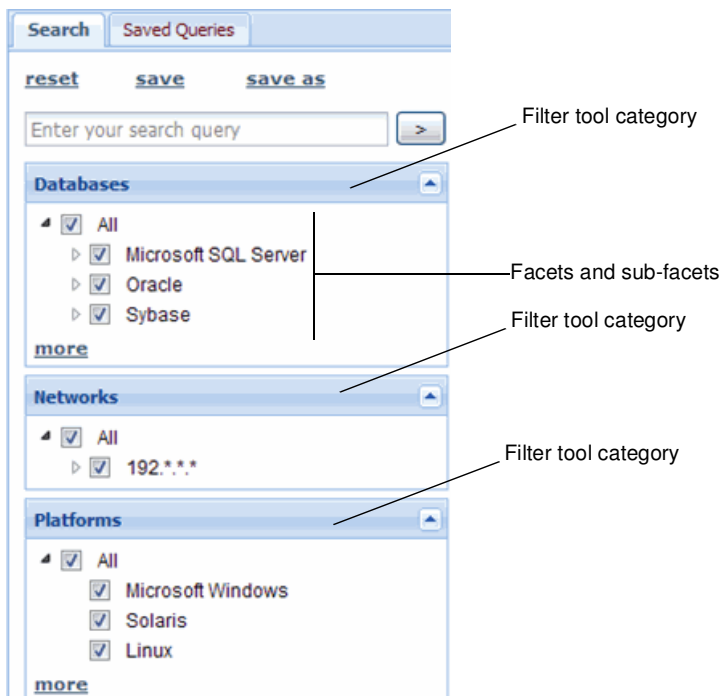 Search Saved Queries
reset save save as
Enter your search query >
Filter tool category
Databases
All
Microsoft SQL Server
Oracle
Sybase
more
Facets and sub-facets
Filter tool category
Networks
All
192.*.*.*
Filter tool category
Platforms
All
Microsoft Windows
Solaris
Linux
more